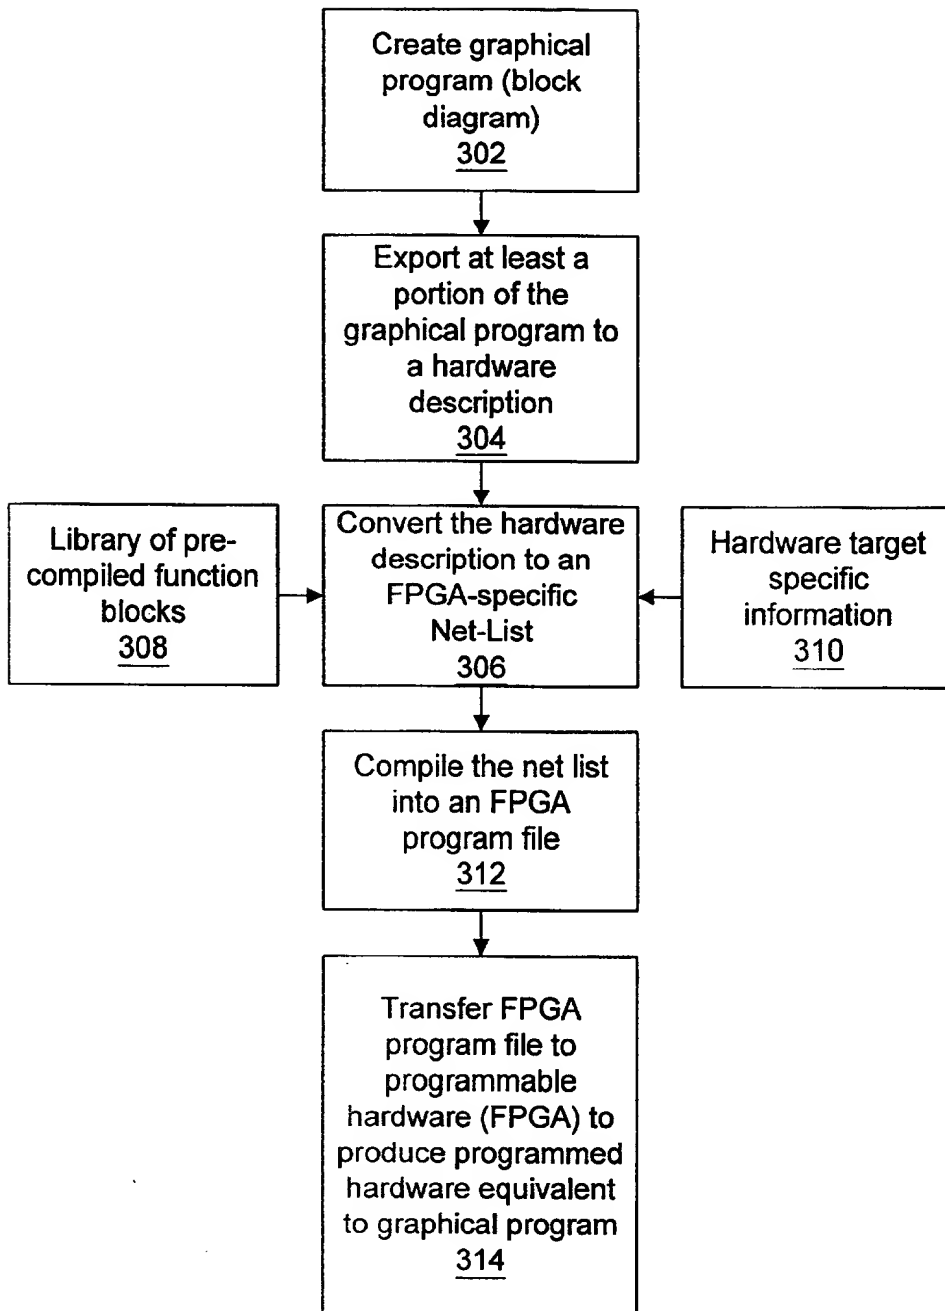 Create graphical
program (block
diagram)
302
Export at least a
portion of the
graphical program to
a hardware
description
304
Library of pre-
compiled function
blocks
308
Convert the hardware
description to an
FPGA-specific
Net-List
306
Hardware target
specific
information
310
Compile the net list
into an FPGA
program file
312
Transfer FPGA
program file to
programmable
hardware (FPGA) to
produce programmed
hardware equivalent
to graphical program
314